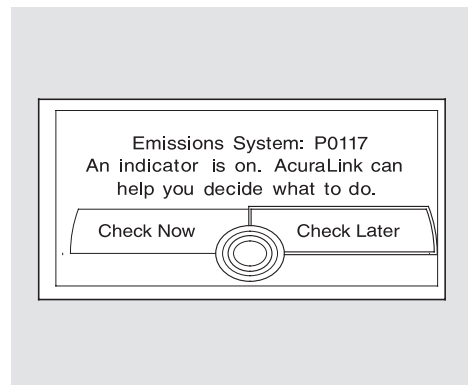 Emissions System: P0117
An indicator is on. AcuraLink can
help you decide what to do.
Check Now Check Later